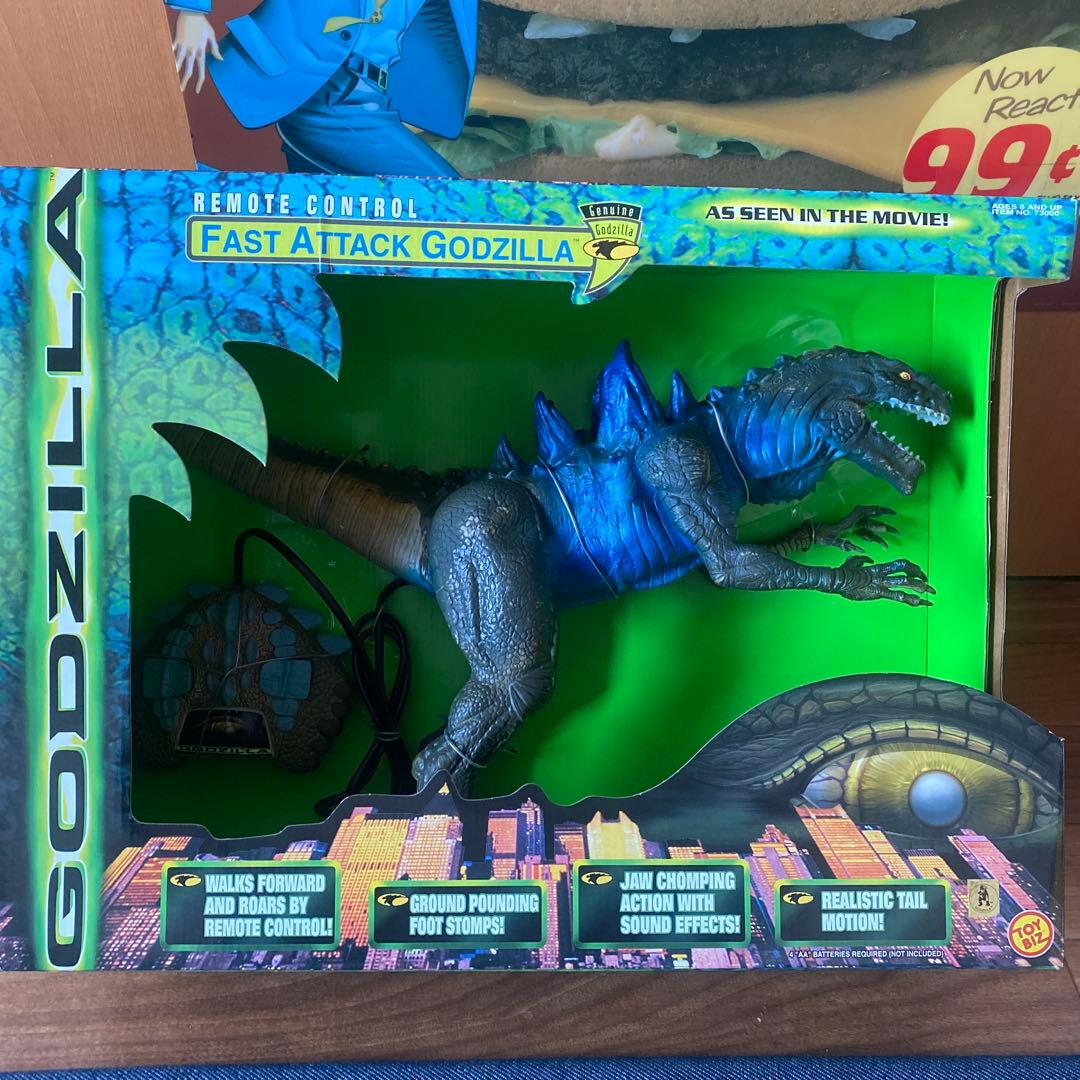 Now
React
99¢
GODZILLA™
REMOTE CONTROL
FAST ATTACK GODZILLA™
Genuine
Godzilla
AS SEEN IN THE MOVIE!
AGES 5 AND UP
ITEM NO. 73000
GODZILLA
WALKS FORWARD
AND ROARS BY
REMOTE CONTROL!
GROUND POUNDING
FOOT STOMPS!
JAW CHOMPING
ACTION WITH
SOUND EFFECTS!
REALISTIC TAIL
MOTION!
4 "AA" BATTERIES REQUIRED (NOT INCLUDED)
TOY
BIZ